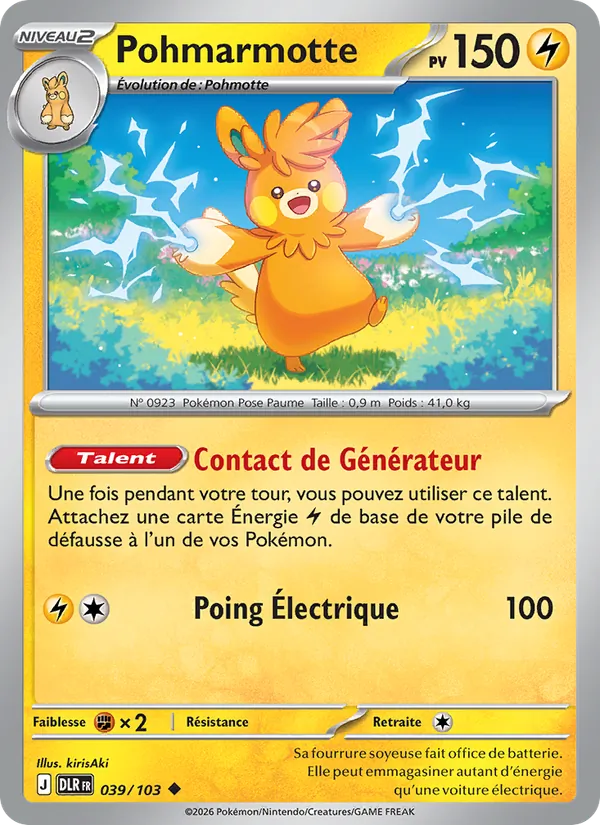 NIVEAU 2
Pohmarmotte
PV 150
Évolution de : Pohmotte
N° 0923 Pokémon Pose Paume Taille : 0,9 m Poids : 41,0 kg
Talent Contact de Générateur
Une fois pendant votre tour, vous pouvez utiliser ce talent.
Attachez une carte Énergie de base de votre pile de
défausse à l'un de vos Pokémon.
Poing Électrique 100
Faiblesse ×2 Résistance Retraite
Illus. kirisAki
Sa fourrure soyeuse fait office de batterie.
Elle peut emmagasiner autant d'énergie
qu'une voiture électrique.
J DLR FR 039/103
©2026 Pokémon/Nintendo/Creatures/GAME FREAK